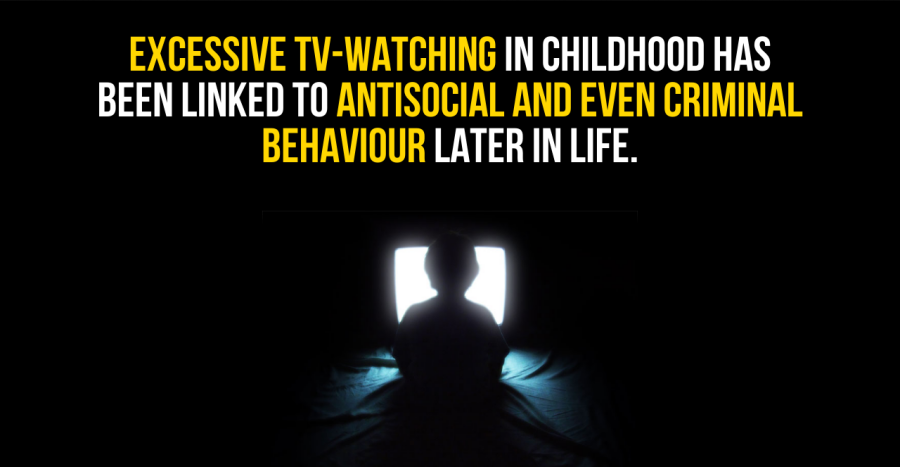 EXCESSIVE TV-WATCHING IN CHILDHOOD HAS
BEEN LINKED TO ANTISOCIAL AND EVEN CRIMINAL
BEHAVIOUR LATER IN LIFE.